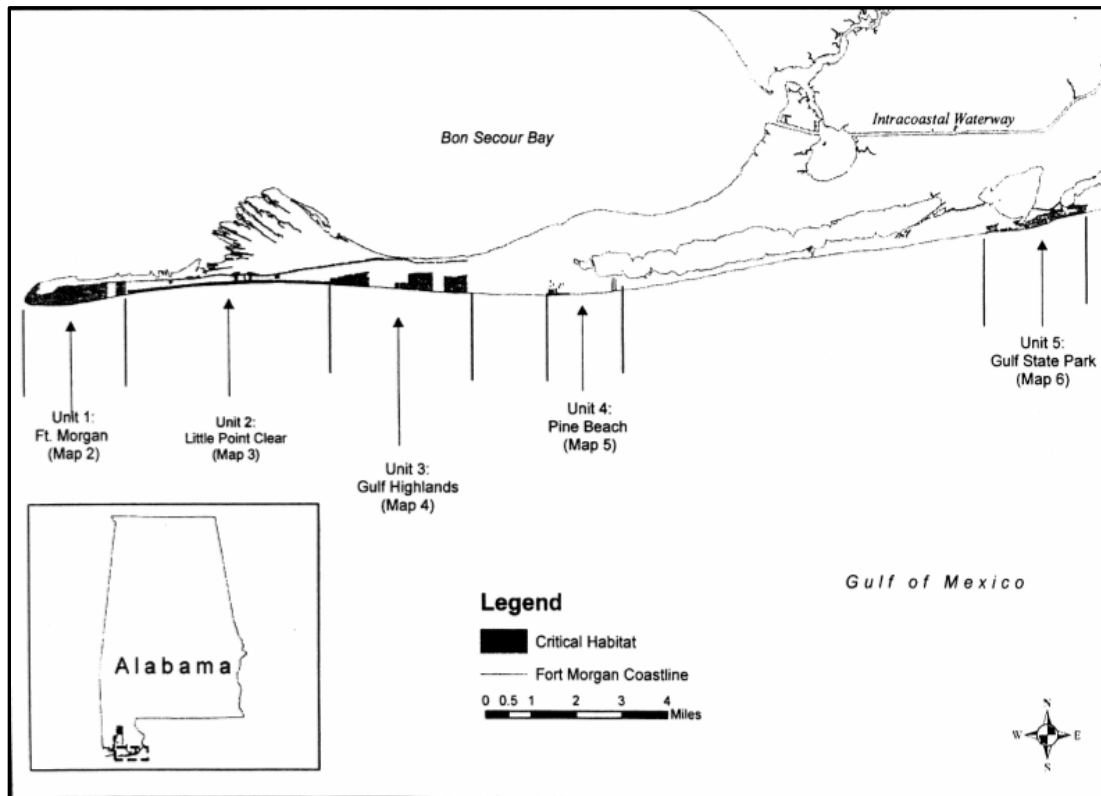 Bon Secour Bay
Intracoastal Waterway
Unit 1:
Ft. Morgan
(Map 2)
Unit 2:
Little Point Clear
(Map 3)
Unit 3:
Gulf Highlands
(Map 4)
Unit 4:
Pine Beach
(Map 5)
Unit 5:
Gulf State Park
(Map 6)
Gulf of Mexico
Alabama
Legend
Critical Habitat
Fort Morgan Coastline
0 0.5 1 2 3 4
Miles
N
W E
S